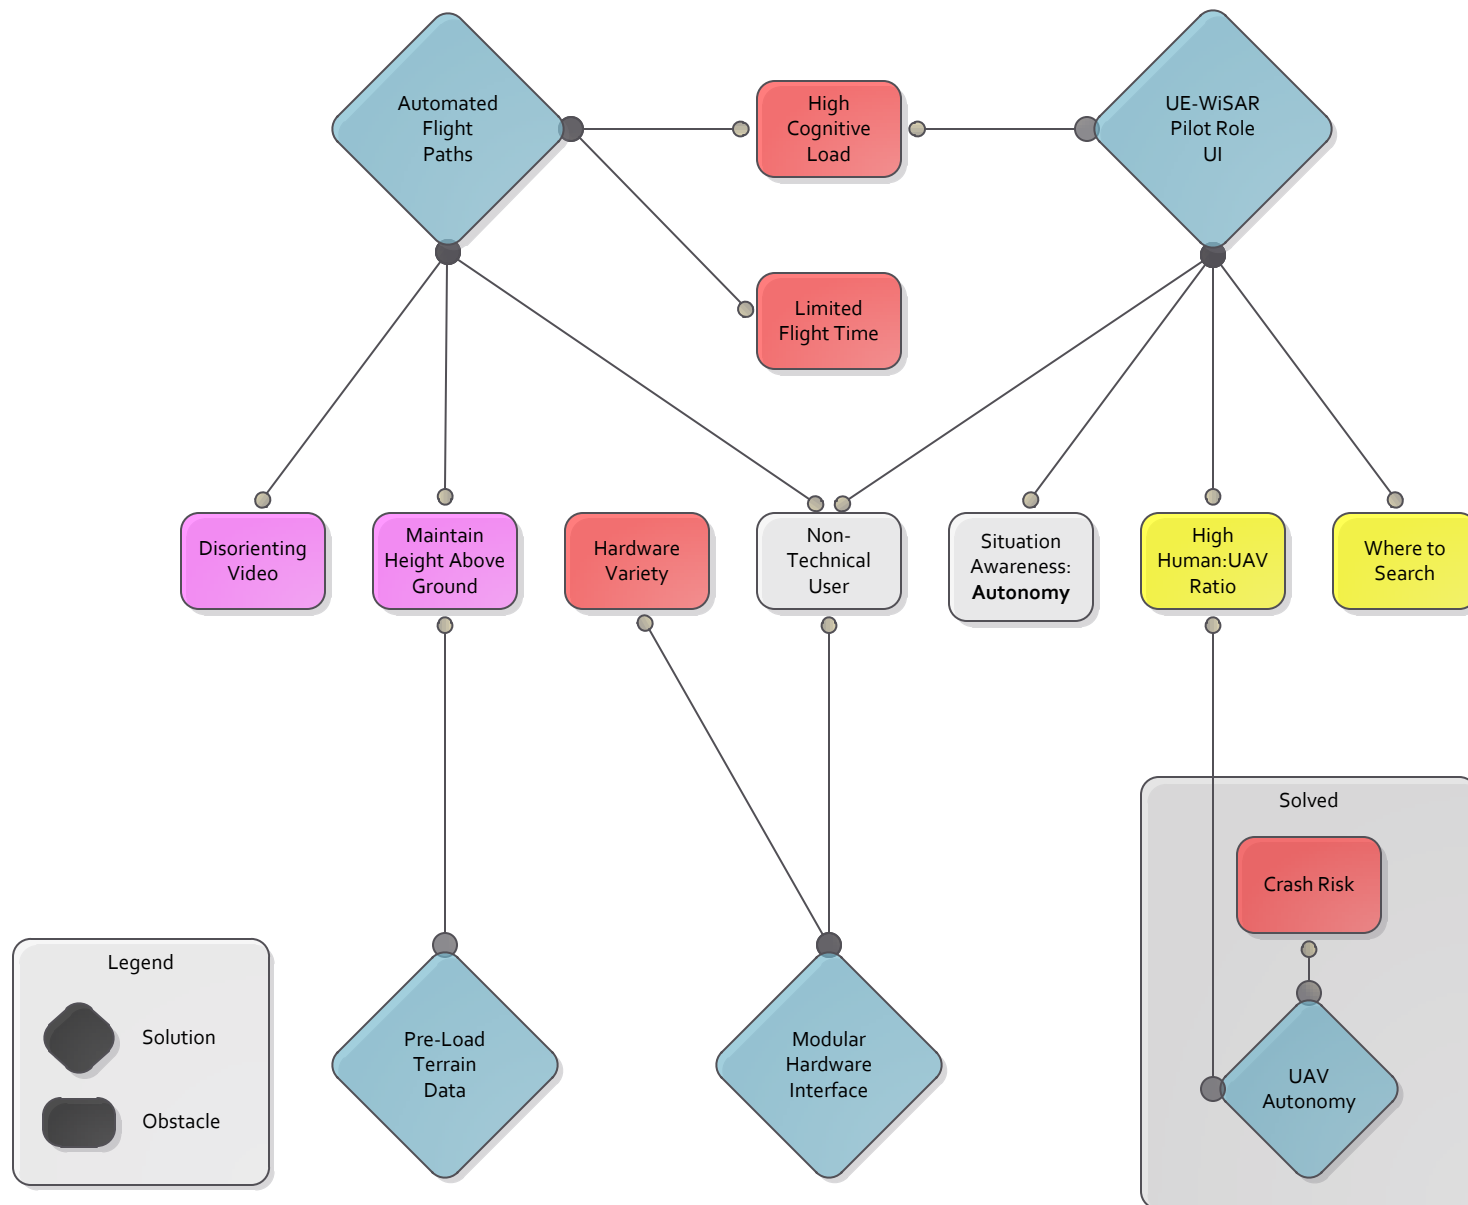 Automated
Flight
Paths
High
Cognitive
Load
UE-WiSAR
Pilot Role
UI
Limited
Flight Time
Disorienting
Video
Maintain
Height Above
Ground
Hardware
Variety
Non-
Technical
User
Situation
Awareness:
Autonomy
High
Human:UAV
Ratio
Where to
Search
Solved
Crash Risk
Legend
Solution
Obstacle
Pre-Load
Terrain
Data
Modular
Hardware
Interface
UAV
Autonomy